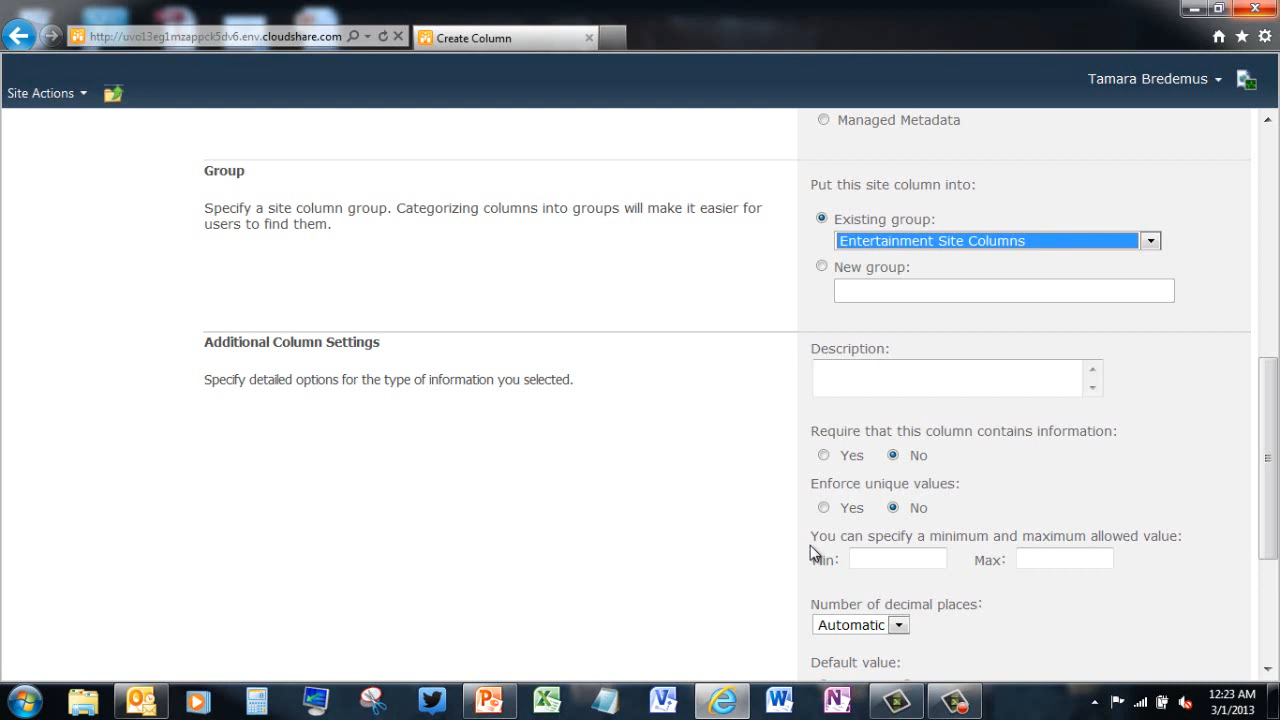 http://uvo13eg1mzappck5dv6.env.cloudshare.com
Create Column
Tamara Bredemus
Site Actions
Managed Metadata
Group
Put this site column into:
Specify a site column group. Categorizing columns into groups will make it easier for
users to find them.
Existing group:
Entertainment Site Columns
New group:
Additional Column Settings
Description:
Specify detailed options for the type of information you selected.
Require that this column contains information:
Yes No
Enforce unique values:
Yes No
You can specify a minimum and maximum allowed value:
Min: Max:
Number of decimal places:
Automatic
Default value:
12:23 AM
3/1/2013